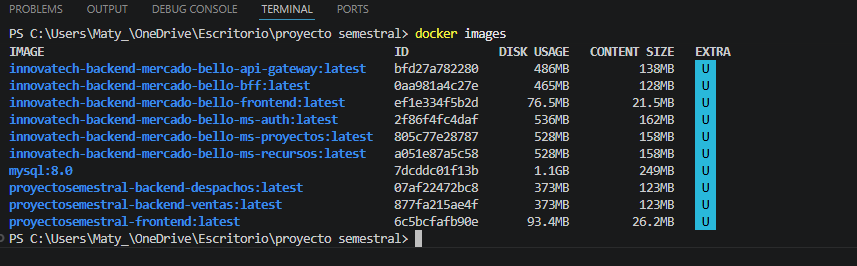 PROBLEMS OUTPUT DEBUG CONSOLE TERMINAL PORTS
PS C:\Users\Maty_\OneDrive\Escritorio\proyecto semestral> docker images
IMAGE ID DISK USAGE CONTENT SIZE EXTRA
innovatech-backend-mercado-bello-api-gateway:latest bfd27a782280 486MB 138MB U
innovatech-backend-mercado-bello-bff:latest 0aa981a4c27e 465MB 128MB U
innovatech-backend-mercado-bello-frontend:latest ef1e334f5b2d 76.5MB 21.5MB U
innovatech-backend-mercado-bello-ms-auth:latest 2f86f4fc4daf 536MB 162MB U
innovatech-backend-mercado-bello-ms-proyectos:latest 805c77e28787 528MB 158MB U
innovatech-backend-mercado-bello-ms-recursos:latest a051e87a5c58 528MB 158MB U
mysql:8.0 7dcddc01f13b 1.1GB 249MB U
proyectosemestral-backend-despachos:latest 07af22472bc8 373MB 123MB U
proyectosemestral-backend-ventas:latest 877fa215ae4f 373MB 123MB U
proyectosemestral-frontend:latest 6c5bcfafb90e 93.4MB 26.2MB U
PS C:\Users\Maty_\OneDrive\Escritorio\proyecto semestral>